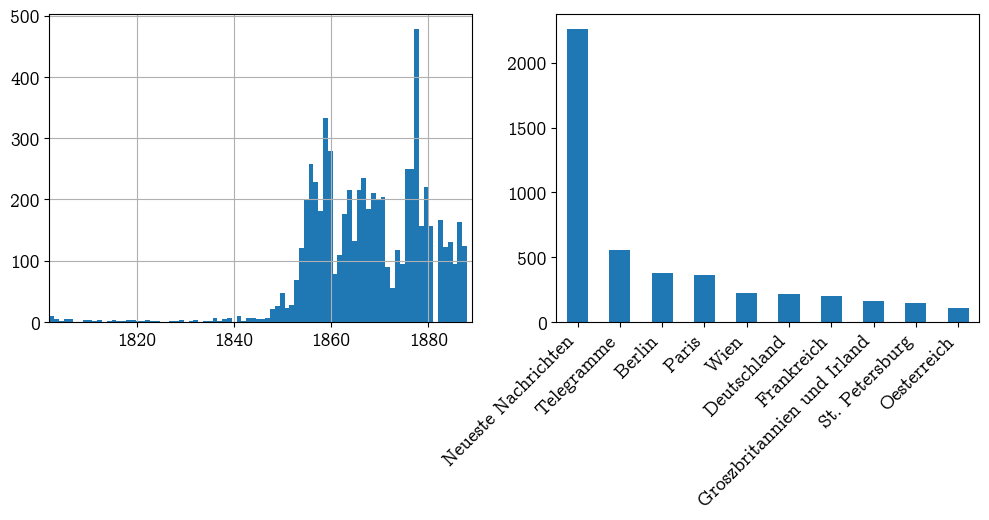 500
400
300
200
100
0
1820
1840
1860
1880
2000
1500
1000
500
0
Neueste Nachrichten
Telegramme
Berlin
Paris
Wien
Deutschland
Frankreich
Groszbritannien und Irland
St. Petersburg
Oesterreich